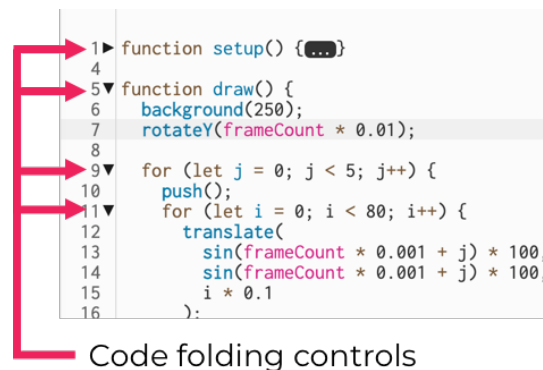 1▶ function setup() {...}
4
5▼ function draw() {
6 background(250);
7 rotateY(frameCount * 0.01);
8
9▼ for (let j = 0; j < 5; j++) {
10 push();
11▼ for (let i = 0; i < 80; i++) {
12 translate(
13 sin(frameCount * 0.001 + j) * 100,
14 sin(frameCount * 0.001 + j) * 100,
15 i * 0.1
16 );
Code folding controls